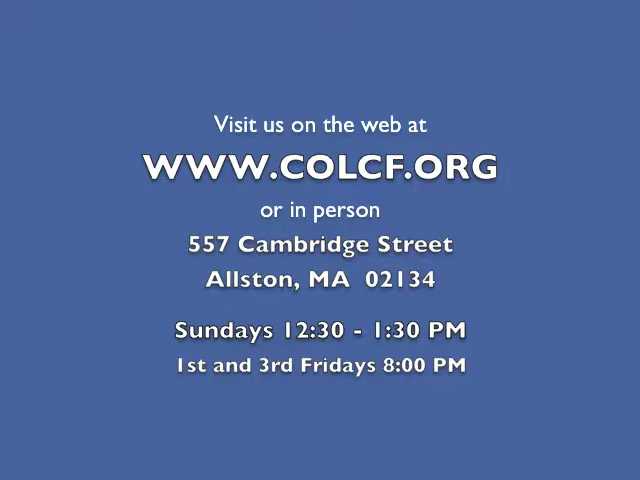 Visit us on the web at
WWW.COLCF.ORG
or in person
557 Cambridge Street
Allston, MA  02134
Sundays 12:30 - 1:30 PM
1st and 3rd Fridays 8:00 PM